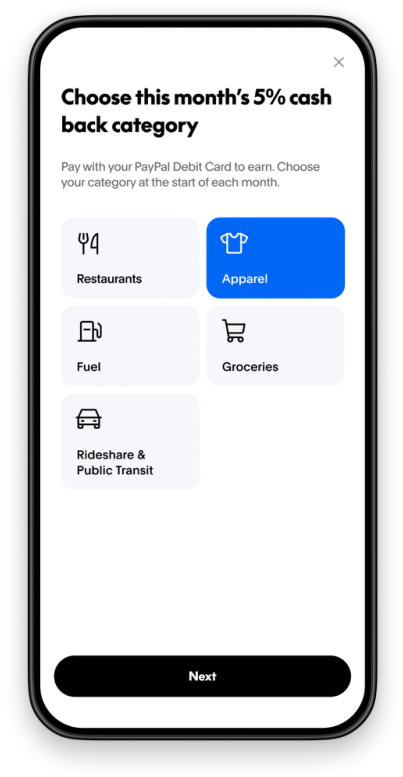 Choose this month's 5% cash
back category
Pay with your PayPal Debit Card to earn. Choose
your category at the start of each month.
Restaurants
Apparel
Fuel
Groceries
Rideshare &
Public Transit
Next